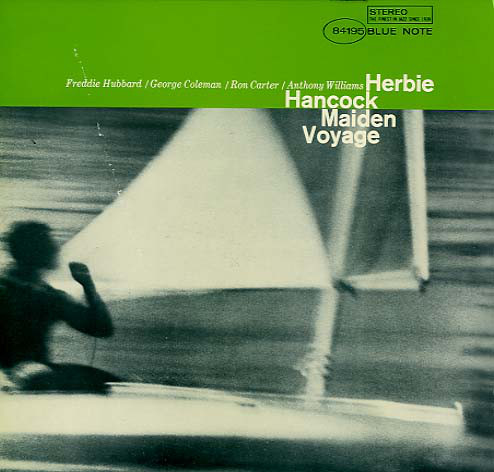 STEREO
THE FINEST IN JAZZ SINCE 1939
84195 BLUE NOTE
Freddie Hubbard / George Coleman / Ron Carter / Anthony Williams Herbie
Hancock
Maiden
Voyage